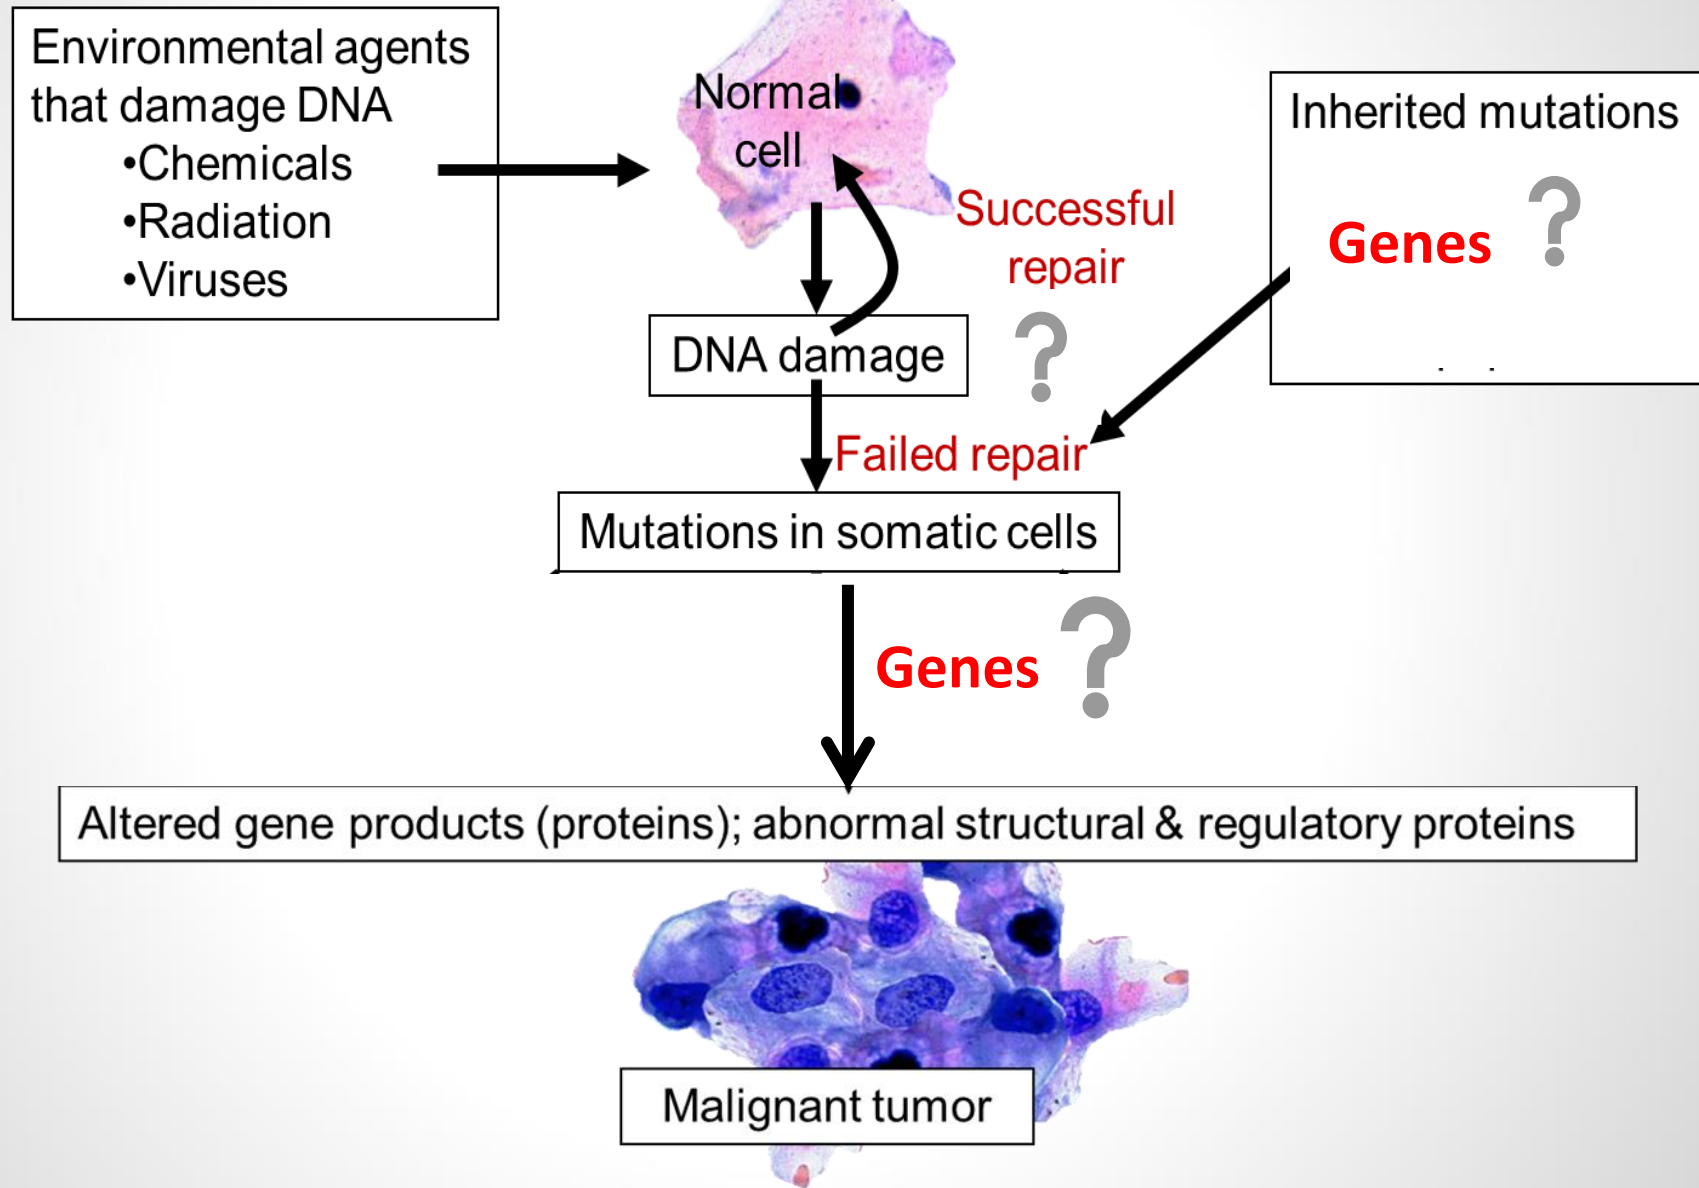 Environmental agents
that damage DNA
•Chemicals
•Radiation
•Viruses
Normal
cell
Inherited mutations
Genes ?
Successful
repair
DNA damage
?
Failed repair
Mutations in somatic cells
Genes ?
Altered gene products (proteins); abnormal structural & regulatory proteins
Malignant tumor